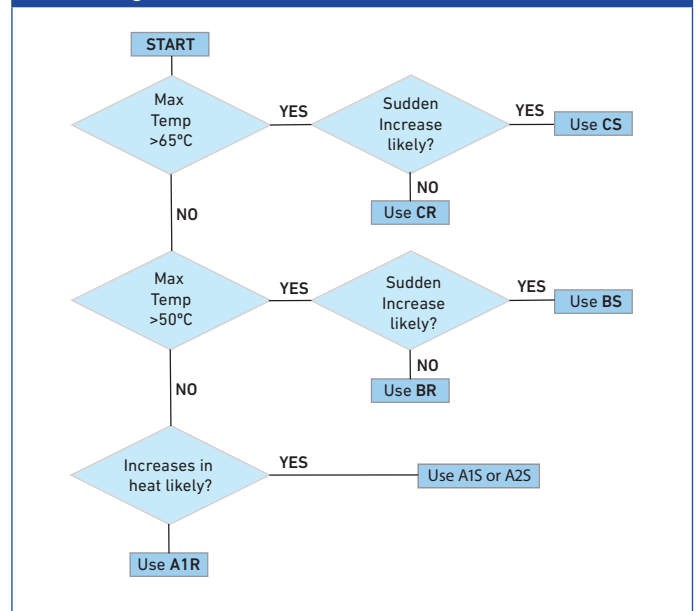 START
Max
Temp
>65°C
YES
Sudden
Increase
likely?
YES
Use CS
NO
Use CR
NO
Max
Temp
>50°C
YES
Sudden
Increase
likely?
YES
Use BS
NO
Use BR
NO
Increases in
heat likely?
YES
Use A1S or A2S
Use A1R